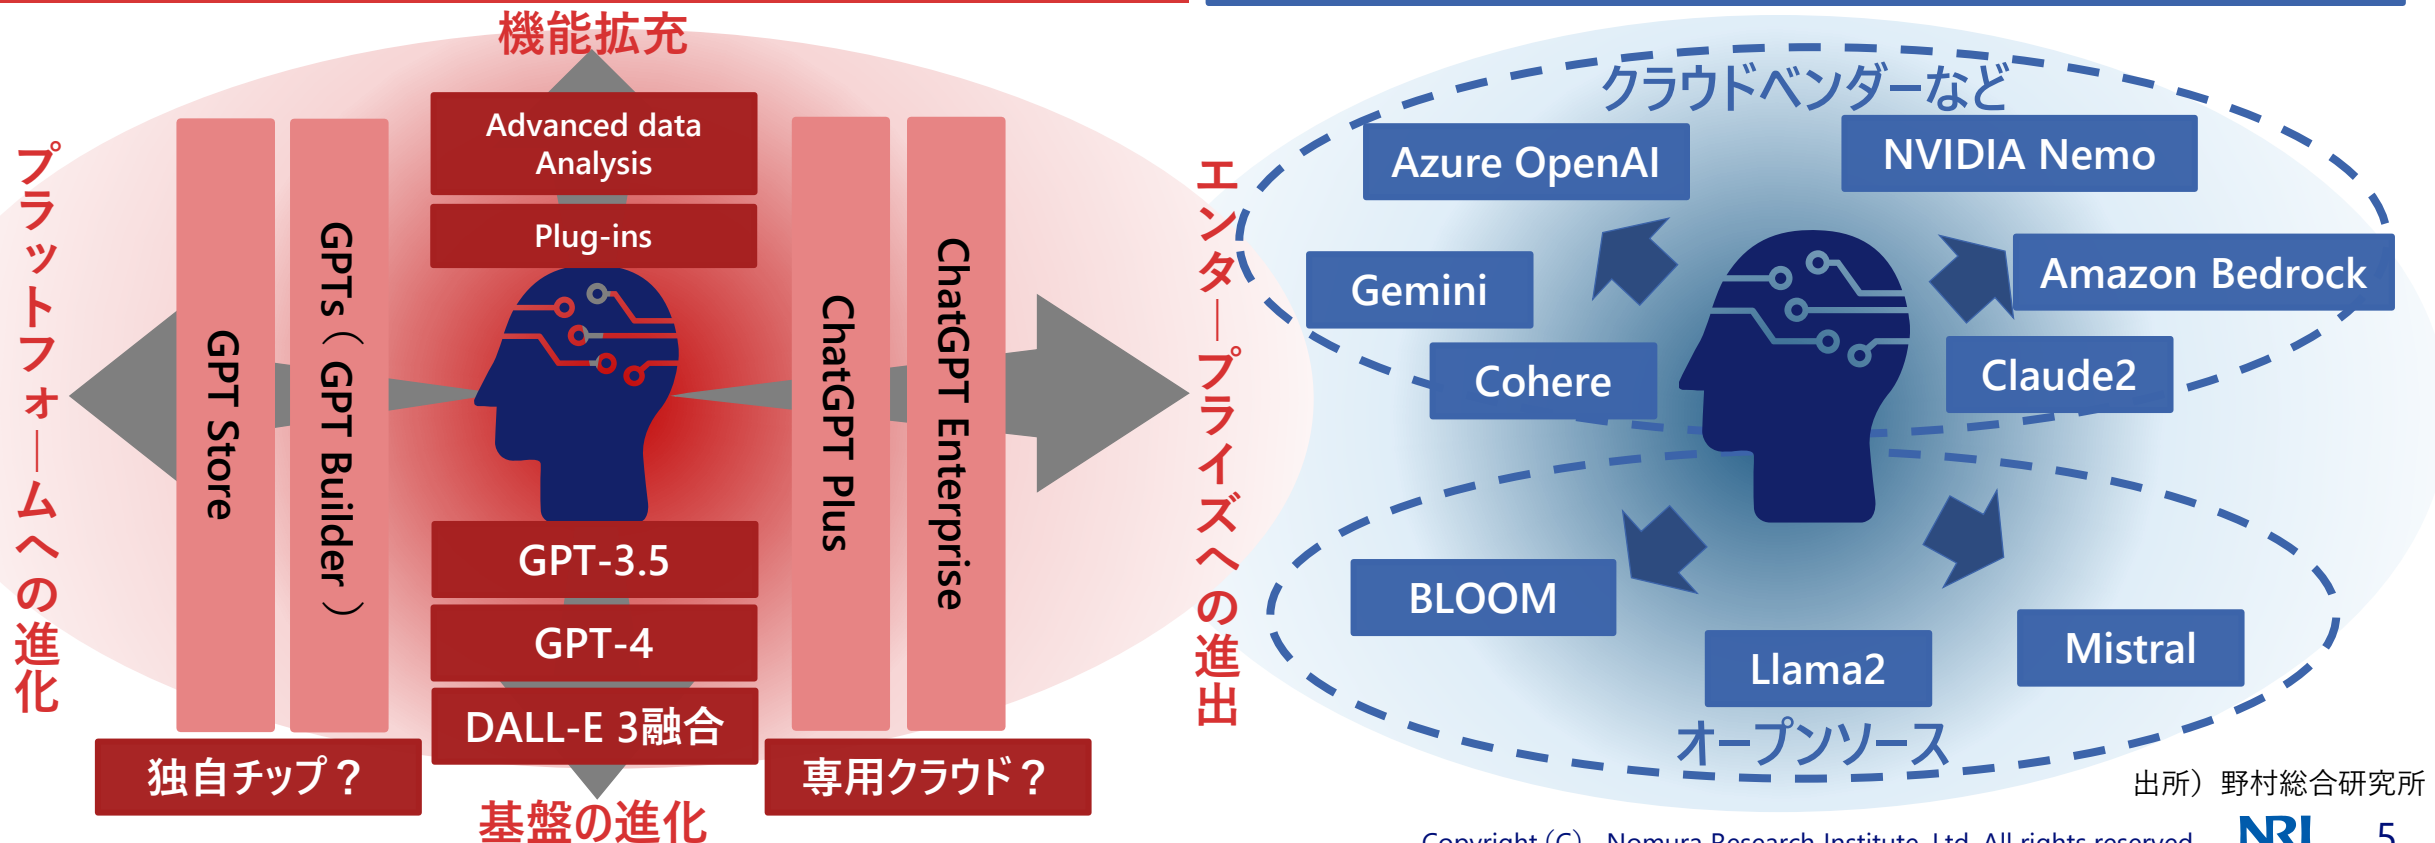 機能拡充
Advanced data
Analysis
Plug-ins
プラットフォームへの進化
GPT Store
GPTs（GPT Builder）
ChatGPT Plus
ChatGPT Enterprise
エンタープライズへの進出
GPT-3.5
GPT-4
DALL-E 3融合
独自チップ？
専用クラウド？
基盤の進化
クラウドベンダーなど
Azure OpenAI
NVIDIA Nemo
Gemini
Amazon Bedrock
Cohere
Claude2
BLOOM
Llama2
Mistral
オープンソース
出所）野村総合研究所
Copyright（C） Nomura Research Institute, Ltd. All rights reserved.
NRI
5